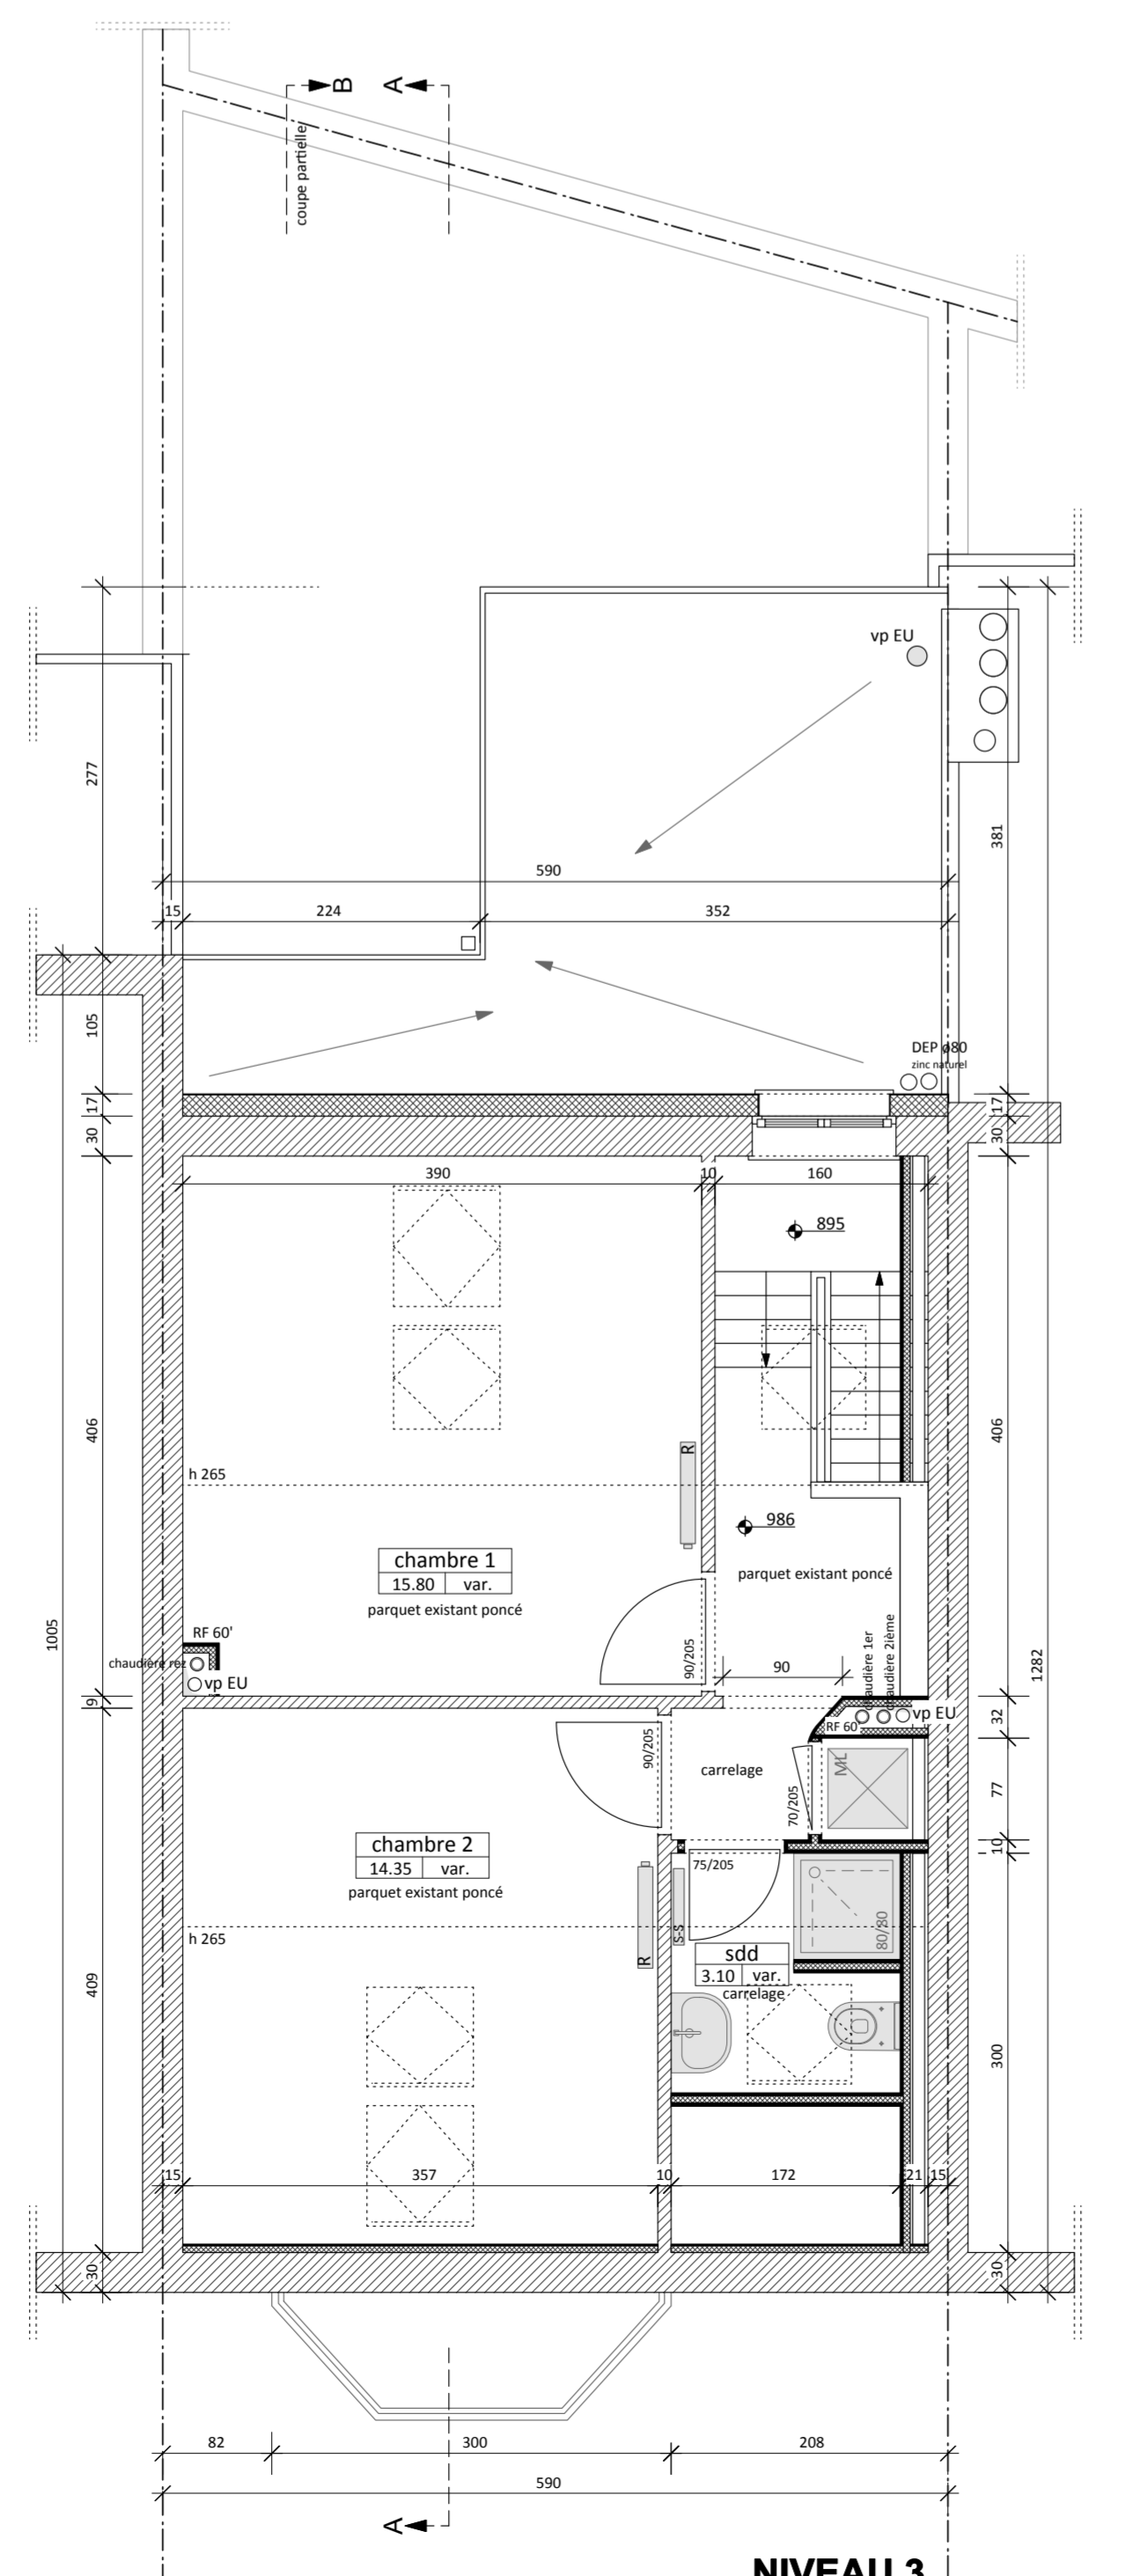 B
A
coupe partielle
vp EU
277
381
590
15
224
352
105
DEP ø80
zinc naturel
17
17
30
30
390
10
160
895
406
406
R
h 265
986
chambre 1
15.80
var.
parquet existant poncé
parquet existant poncé
1005
1282
RF 60'
chaudière rez
vp EU
90/205
90
chaudière 1er
chaudière 2ième
9
vp EU
32
RF 60'
90/205
carrelage
ML
70/205
77
10
chambre 2
14.35
var.
parquet existant poncé
75/205
80/80
S-S
h 265
R
sdd
3.10
var.
carrelage
409
300
15
357
10
172
21
15
30
30
82
300
208
590
A
NIVEAU 3